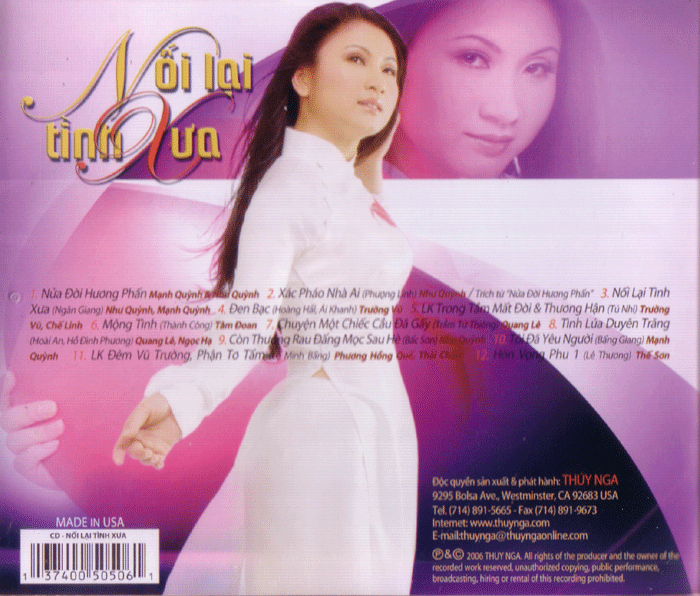 Nối lại
tình Xưa
1. Nửa Đời Hương Phấn Mạnh Quỳnh & Như Quỳnh 2. Xác Pháo Nhà Ai (Phượng Linh) Như Quỳnh / Trích từ "Nửa Đời Hương Phấn" 3. Nối Lại Tình
Xưa (Ngân Giang) Như Quỳnh, Mạnh Quỳnh 4. Đen Bạc (Hoàng Hải, Ái Khanh) Trường Vũ 5. LK Trong Tầm Mất Đời & Thương Hận (Tú Nhi) Trường
Vũ, Chế Linh 6. Mộng Tình (Thành Công) Tâm Đoan 7. Chuyện Một Chiếc Cầu Đã Gãy (Trầm Tử Thiêng) Quang Lê 8. Tình Lúa Duyên Trăng
(Hoài An, Hồ Đình Phương) Quang Lê, Ngọc Hạ 9. Còn Thương Rau Đắng Mọc Sau Hè (Bắc Sơn) Như Quỳnh 10. Tôi Đã Yêu Người (Bằng Giang) Mạnh
Quỳnh 11. LK Đêm Vũ Trường, Phận Tơ Tằm Minh Bằng) Phương Hồng Quế, Thái Châu 12. Hòn Vọng Phu 1 (Lê Thương) Thế Sơn
Độc quyền sản xuất & phát hành: THÚY NGA
9295 Bolsa Ave., Westminster, CA 92683 USA
Tel. (714) 891-5665 - Fax (714) 891-9673
Internet: www.thuynga.com
E-mail:thuynga@thuyngaonline.com
MADE IN USA
CD - NỐI LẠI TÌNH XƯA
1 37400 50506 1
℗&© 2006 THUY NGA. All rights of the producer and the owner of the
recorded work reserved, unauthorized copying, public performance,
broadcasting, hiring or rental of this recording prohibited.